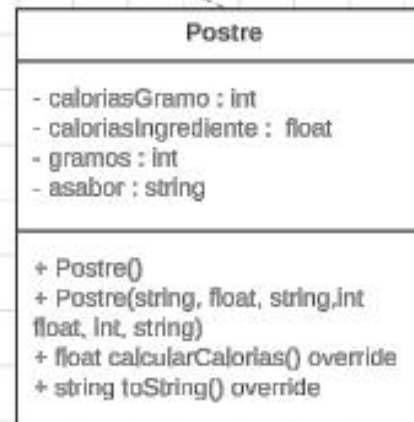 Postre
- caloriasGramo : int
- caloriasIngrediente : float
- gramos : int
- asabor : string
+ Postre()
+ Postre(string, float, string,int
float, int, string)
+ float calcularCalorias() override
+ string toString() override